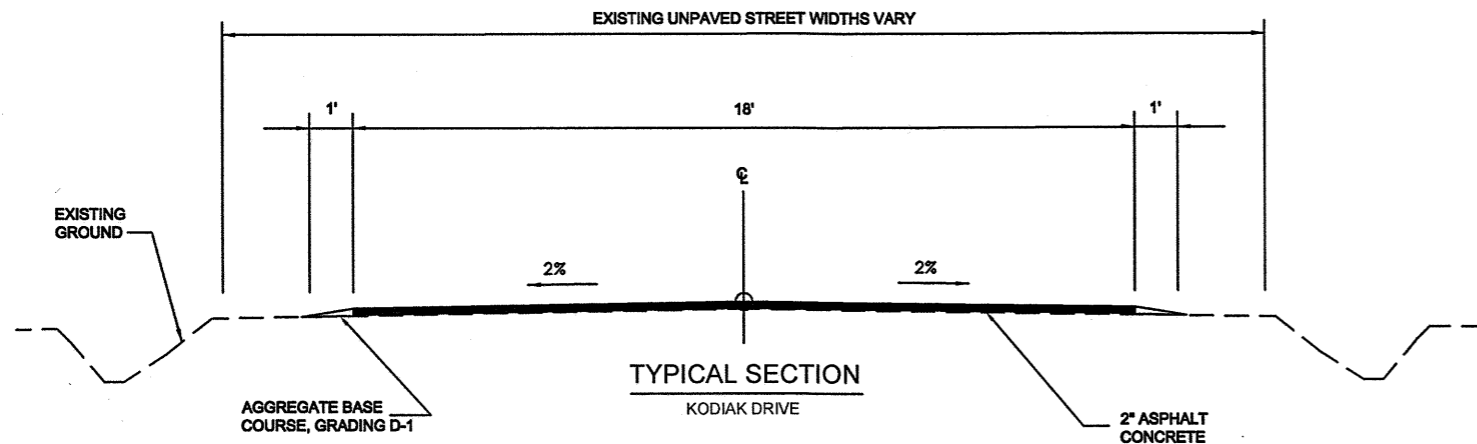 EXISTING UNPAVED STREET WIDTHS VARY
1'
18'
1'
℄
EXISTING
GROUND
2%
2%
TYPICAL SECTION
KODIAK DRIVE
AGGREGATE BASE
COURSE, GRADING D-1
2" ASPHALT
CONCRETE